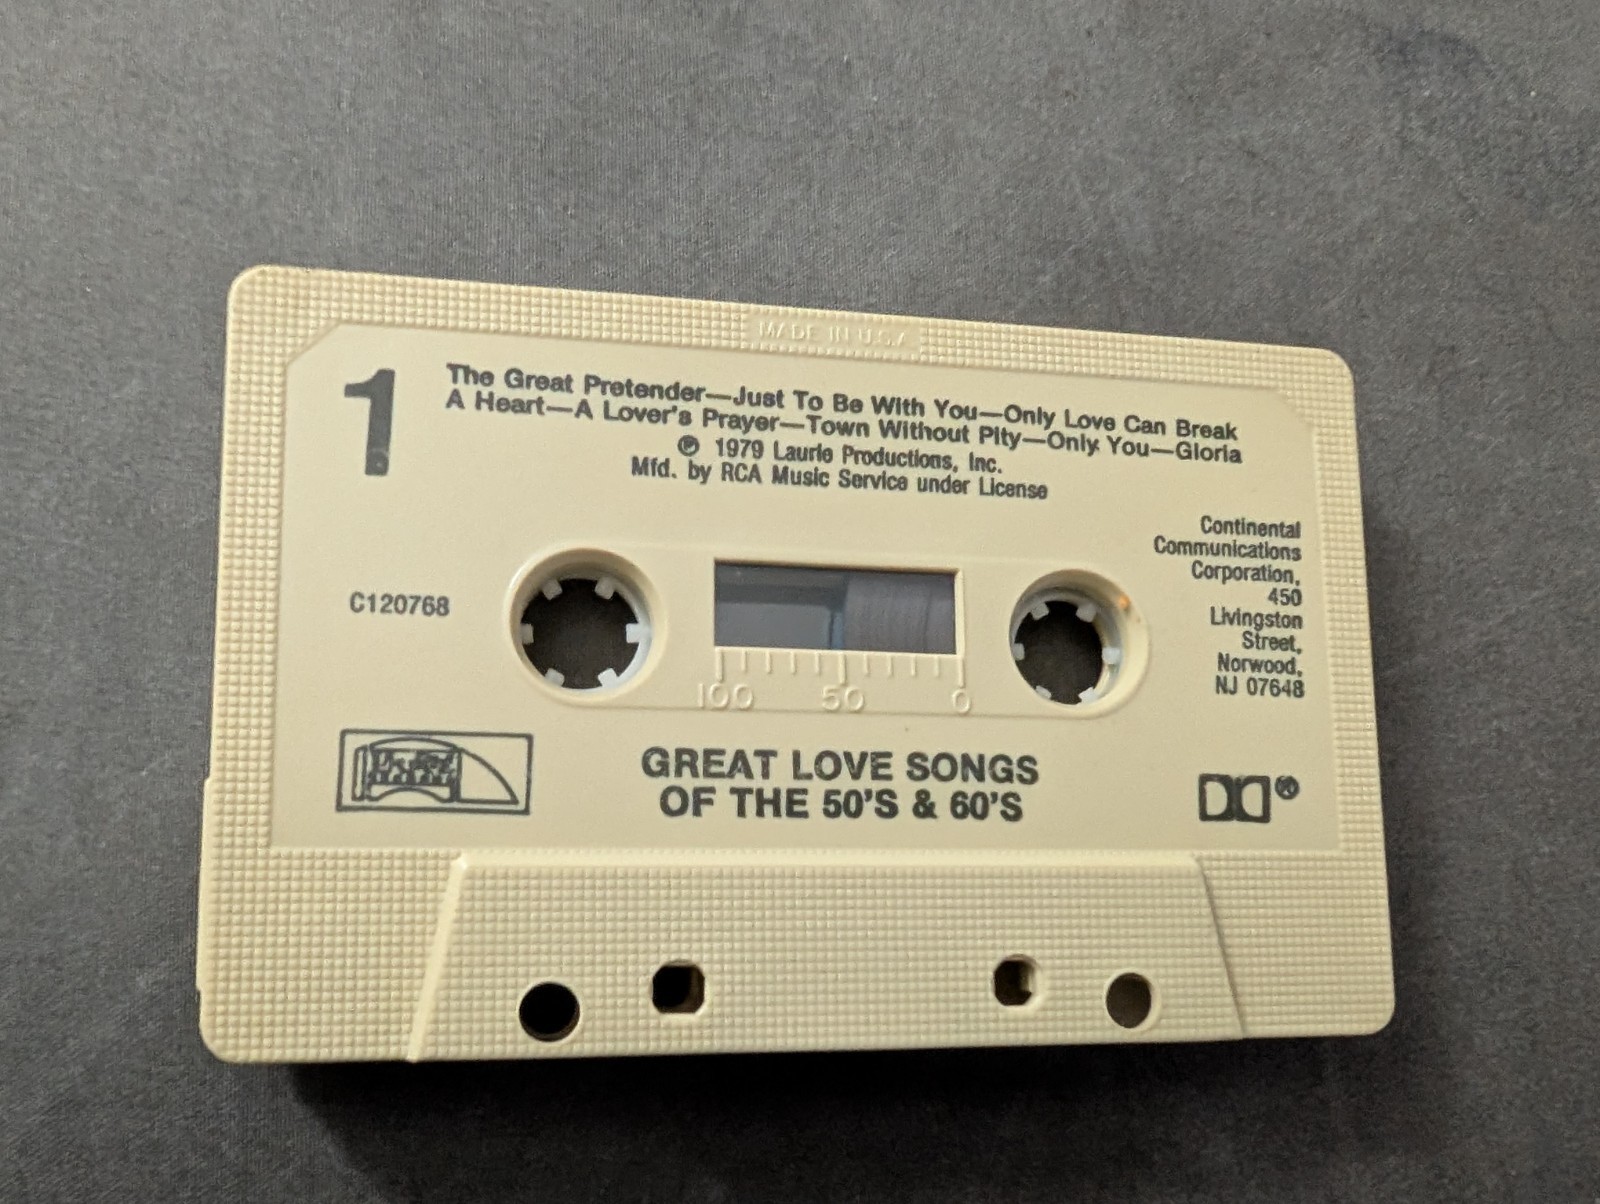 MADE IN U.S.A
1
The Great Pretender—Just To Be With You—Only Love Can Break
A Heart—A Lover's Prayer—Town Without Pity—Only You—Gloria
℗ 1979 Laurie Productions, Inc.
Mfd. by RCA Music Service under License
Continental
Communications
Corporation,
450
Livingston
Street,
Norwood,
NJ 07648
C120768
100 50 0
GREAT LOVE SONGS
OF THE 50'S & 60'S
®